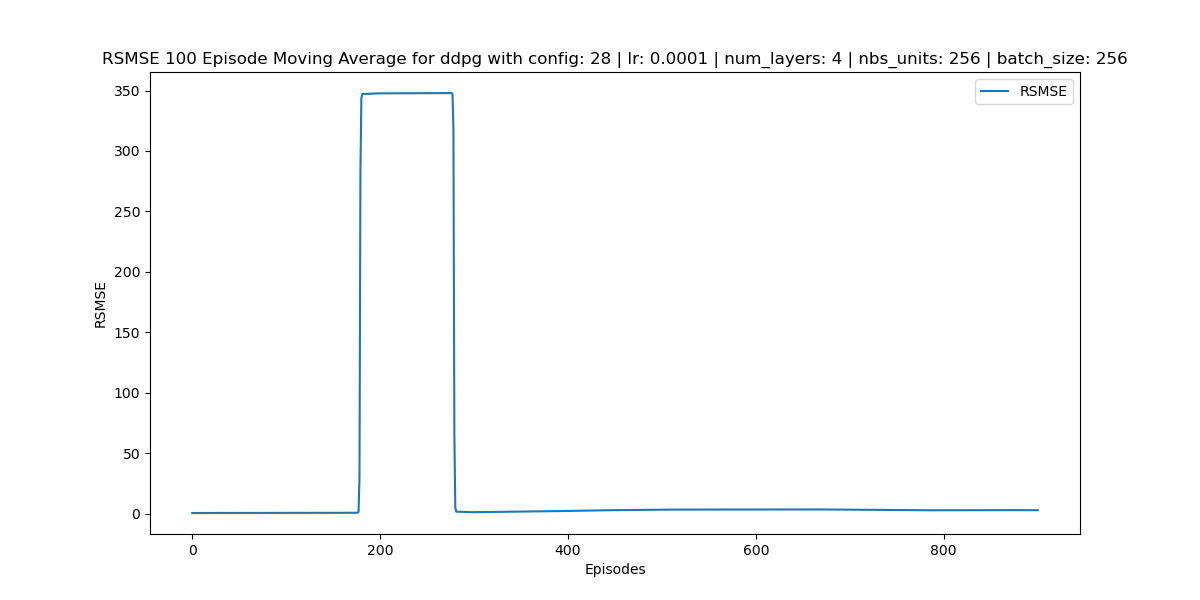 RSMSE 100 Episode Moving Average for ddpg with config: 28 | lr: 0.0001 | num_layers: 4 | nbs_units: 256 | batch_size: 256
RSMSE
350
300
250
200
150
100
50
0
RSMSE
0 200 400 600 800
Episodes